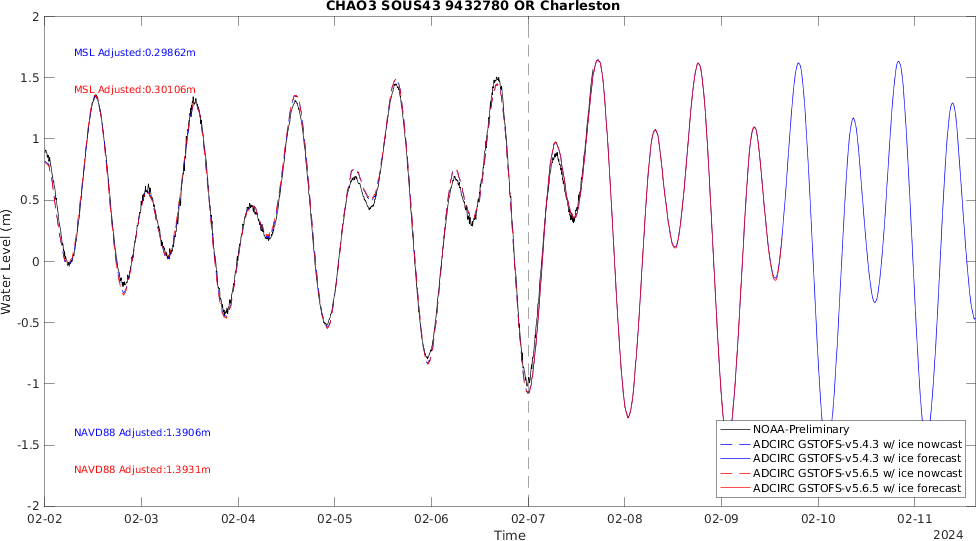 CHAO3 SOUS43 9432780 OR Charleston
2
1.5
1
0.5
0
-0.5
-1
-1.5
-2
Water Level (m)
MSL Adjusted:0.29862m
MSL Adjusted:0.30106m
NAVD88 Adjusted:1.3906m
NAVD88 Adjusted:1.3931m
NOAA-Preliminary
ADCIRC GSTOFS-v5.4.3 w/ ice nowcast
ADCIRC GSTOFS-v5.4.3 w/ ice forecast
ADCIRC GSTOFS-v5.6.5 w/ ice nowcast
ADCIRC GSTOFS-v5.6.5 w/ ice forecast
02-02 02-03 02-04 02-05 02-06 02-07 02-08 02-09 02-10 02-11
Time
2024